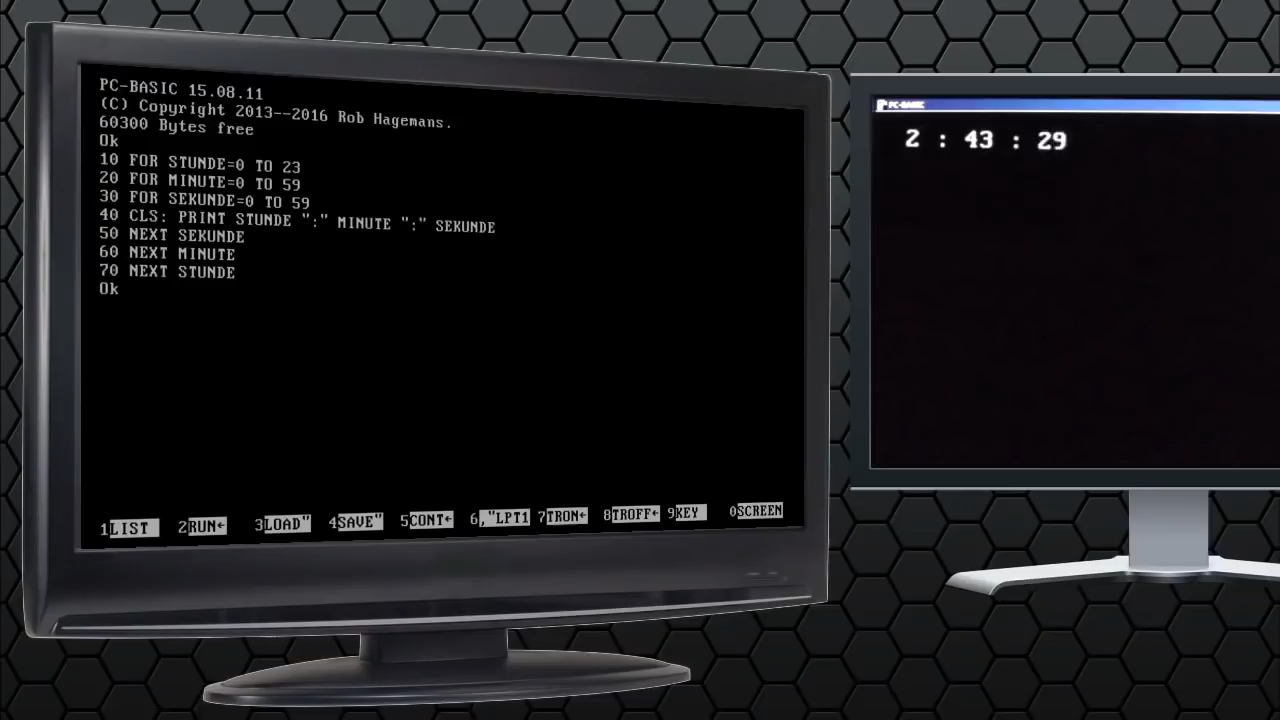 PC-BASIC 15.08.11
(C) Copyright 2013--2016 Rob Hagemans.
60300 Bytes free
Ok
10 FOR STUNDE=0 TO 23
20 FOR MINUTE=0 TO 59
30 FOR SEKUNDE=0 TO 59
40 CLS: PRINT STUNDE ":" MINUTE ":" SEKUNDE
50 NEXT SEKUNDE
60 NEXT MINUTE
70 NEXT STUNDE
Ok
1LIST 2RUN← 3LOAD" 4SAVE" 5CONT← 6,"LPT1 7TRON← 8TROFF← 9KEY 0SCREEN
PC-BASIC
2 : 43 : 29